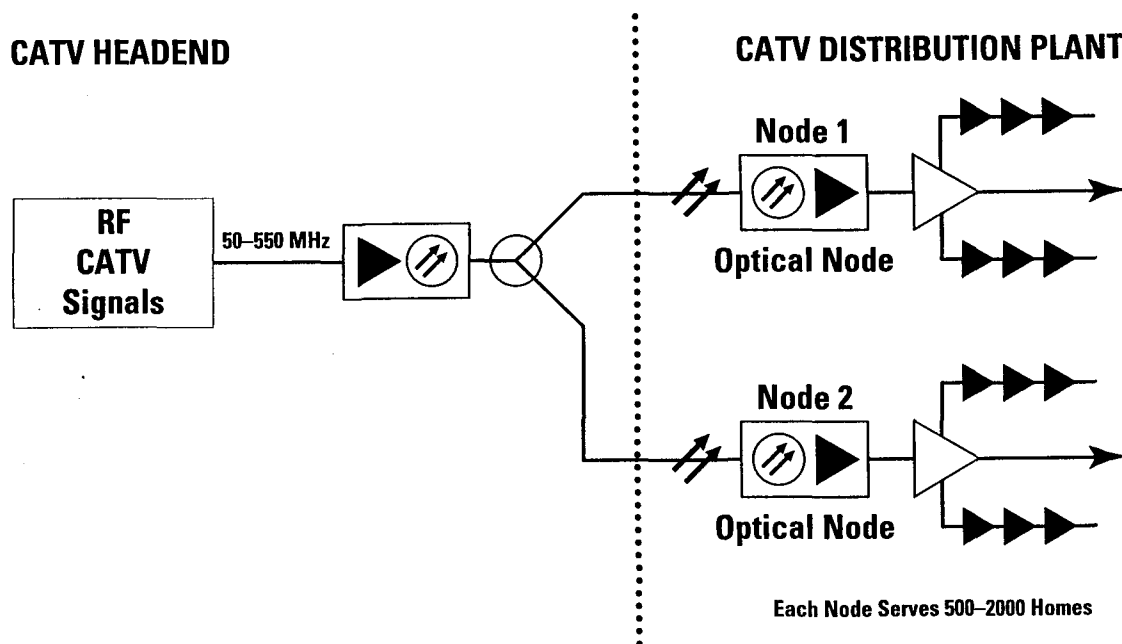 CATV HEADEND
CATV DISTRIBUTION PLANT
Node 1
RF
CATV
Signals
50–550 MHz
Optical Node
Node 2
Optical Node
Each Node Serves 500–2000 Homes